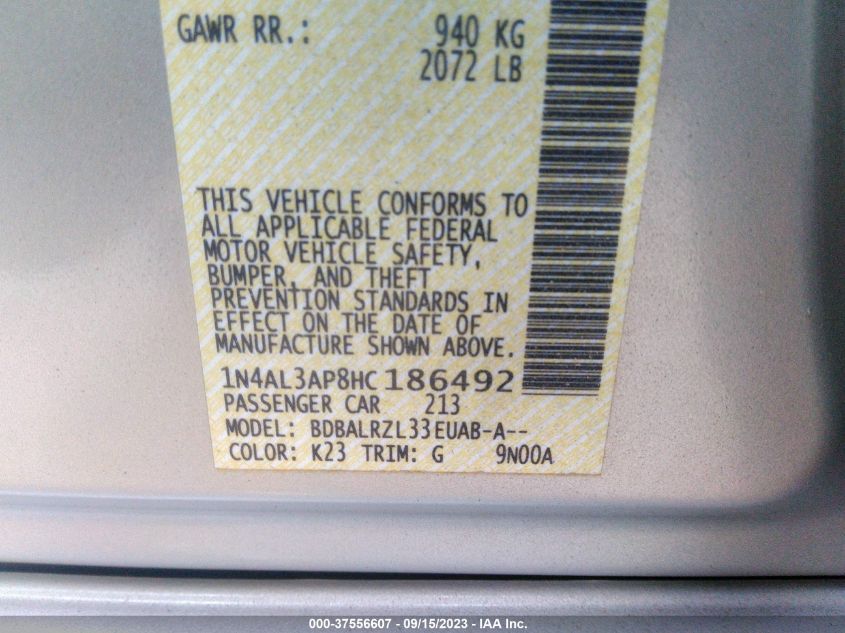 GAWR RR.: 940 KG
2072 LB
THIS VEHICLE CONFORMS TO
ALL APPLICABLE FEDERAL
MOTOR VEHICLE SAFETY,
BUMPER, AND THEFT
PREVENTION STANDARDS IN
EFFECT ON THE DATE OF
MANUFACTURE SHOWN ABOVE.
1N4AL3AP8HC186492
PASSENGER CAR 213
MODEL: BDBALRZL33EUAB-A--
COLOR: K23 TRIM: G 9N00A
000-37556607 - 09/15/2023 - IAA Inc.